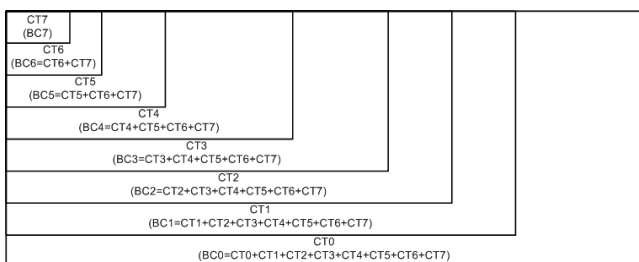 CT7
(BC7)
CT6
(BC6=CT6+CT7)
CT5
(BC5=CT5+CT6+CT7)
CT4
(BC4=CT4+CT5+CT6+CT7)
CT3
(BC3=CT3+CT4+CT5+CT6+CT7)
CT2
(BC2=CT2+CT3+CT4+CT5+CT6+CT7)
CT1
(BC1=CT1+CT2+CT3+CT4+CT5+CT6+CT7)
CT0
(BC0=CT0+CT1+CT2+CT3+CT4+CT5+CT6+CT7)